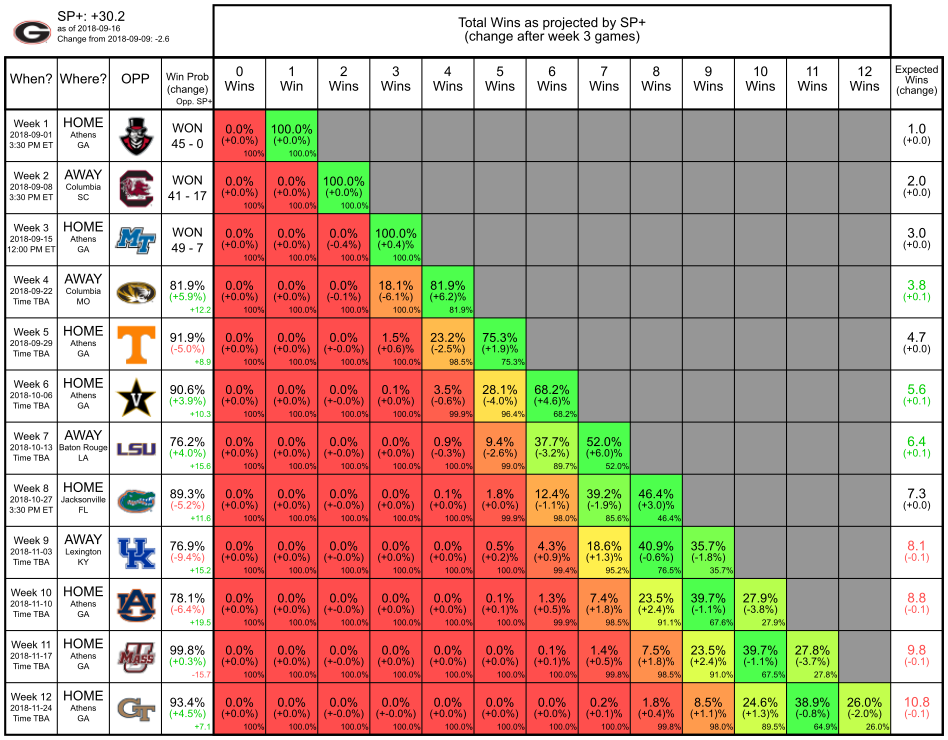 G
SP+: +30.2
as of 2018-09-16
Change from 2018-09-09: -2.6
Total Wins as projected by SP+
(change after week 3 games)
When? Where? OPP Win Prob (change) Opp. SP+ 0 Wins 1 Win 2 Wins 3 Wins 4 Wins 5 Wins 6 Wins 7 Wins 8 Wins 9 Wins 10 Wins 11 Wins 12 Wins Expected Wins (change)
Week 1 HOME WON 0.0% 100.0% 1.0
2018-09-01 Athens 45 - 0 (+0.0%) (+0.0%) (+0.0)
3:30 PM ET GA 100% 100.0%
Week 2 AWAY WON 0.0% 0.0% 100.0% 2.0
2018-09-08 Columbia 41 - 17 (+0.0%) (+0.0%) (+0.0%) (+0.0)
3:30 PM ET SC 100% 100.0% 100.0%
Week 3 HOME MT WON 0.0% 0.0% 0.0% 100.0% 3.0
2018-09-15 Athens 49 - 7 (+0.0%) (+0.0%) (-0.4%) (+0.4)% (+0.0)
12:00 PM ET GA 100% 100.0% 100.0% 100.0%
Week 4 AWAY 81.9% 0.0% 0.0% 0.0% 18.1% 81.9% 3.8
2018-09-22 Columbia (+5.9%) (+0.0%) (+0.0%) (-0.1%) (-6.1%) (+6.2)% (+0.1)
Time TBA MO +12.2 100% 100.0% 100.0% 100.0% 81.9%
Week 5 HOME T 91.9% 0.0% 0.0% 0.0% 1.5% 23.2% 75.3% 4.7
2018-09-29 Athens (-5.0%) (+0.0%) (+0.0%) (+-0.0%) (+0.6)% (-2.5%) (+1.9)% (+0.0)
Time TBA GA +8.9 100% 100.0% 100.0% 100.0% 98.5% 75.3%
Week 6 HOME V 90.6% 0.0% 0.0% 0.0% 0.1% 3.5% 28.1% 68.2% 5.6
2018-10-06 Athens (+3.9%) (+0.0%) (+0.0%) (+-0.0%) (+-0.0%) (-0.6%) (-4.0%) (+4.6)% (+0.1)
Time TBA GA +10.3 100% 100.0% 100.0% 100.0% 99.9% 96.4% 68.2%
Week 7 AWAY LSU 76.2% 0.0% 0.0% 0.0% 0.0% 0.9% 9.4% 37.7% 52.0% 6.4
2018-10-13 Baton Rouge (+4.0%) (+0.0%) (+0.0%) (+-0.0%) (+-0.0%) (-0.3%) (-2.6%) (-3.2%) (+6.0)% (+0.1)
Time TBA LA +15.6 100% 100.0% 100.0% 100.0% 100.0% 99.0% 89.7% 52.0%
Week 8 HOME 89.3% 0.0% 0.0% 0.0% 0.0% 0.1% 1.8% 12.4% 39.2% 46.4% 7.3
2018-10-27 Jacksonville (-5.2%) (+0.0%) (+0.0%) (+-0.0%) (+-0.0%) (+-0.0%) (+0.0%) (-1.1%) (-1.9%) (+3.0)% (+0.0)
3:30 PM ET FL +11.6 100% 100.0% 100.0% 100.0% 100.0% 99.9% 98.0% 85.6% 46.4%
Week 9 AWAY UK 76.9% 0.0% 0.0% 0.0% 0.0% 0.0% 0.5% 4.3% 18.6% 40.9% 35.7% 8.1
2018-11-03 Lexington (-9.4%) (+0.0%) (+0.0%) (+-0.0%) (+0.0%) (+0.0%) (+0.2)% (+0.9)% (+1.3)% (-0.6%) (-1.8%) (-0.1)
Time TBA KY +15.2 100% 100.0% 100.0% 100.0% 100.0% 100.0% 99.4% 95.2% 76.5% 35.7%
Week 10 HOME AU 78.1% 0.0% 0.0% 0.0% 0.0% 0.0% 0.1% 1.3% 7.4% 23.5% 39.7% 27.9% 8.8
2018-11-10 Athens (-6.4%) (+0.0%) (+0.0%) (+0.0%) (+0.0%) (+0.0%) (+0.1)% (+0.5)% (+1.8)% (+2.4)% (-1.1%) (-3.8%) (-0.1)
Time TBA GA +19.5 100% 100.0% 100.0% 100.0% 100.0% 100.0% 99.9% 98.5% 91.1% 67.6% 27.9%
Week 11 HOME Mass 99.8% 0.0% 0.0% 0.0% 0.0% 0.0% 0.0% 0.1% 1.4% 7.5% 23.5% 39.7% 27.8% 9.8
2018-11-17 Athens (+0.3%) (+0.0%) (+0.0%) (+0.0%) (+0.0%) (+0.0%) (+0.0%) (+0.1)% (+0.5)% (+1.8)% (+2.4)% (-1.1%) (-3.7%) (-0.1)
Time TBA GA -15.7 100% 100.0% 100.0% 100.0% 100.0% 100.0% 100.0% 99.8% 98.5% 91.0% 67.5% 27.8%
Week 12 HOME GT 93.4% 0.0% 0.0% 0.0% 0.0% 0.0% 0.0% 0.0% 0.2% 1.8% 8.5% 24.6% 38.9% 26.0% 10.8
2018-11-24 Athens (+4.5%) (+0.0%) (+0.0%) (+0.0%) (+0.0%) (+0.0%) (+0.0%) (+0.0%) (+0.1)% (+0.4)% (+1.1)% (+1.3)% (-0.8%) (-2.0%) (-0.1)
Time TBA GA +7.1 100% 100.0% 100.0% 100.0% 100.0% 100.0% 100.0% 100.0% 99.8% 98.0% 89.5% 64.9% 26.0%